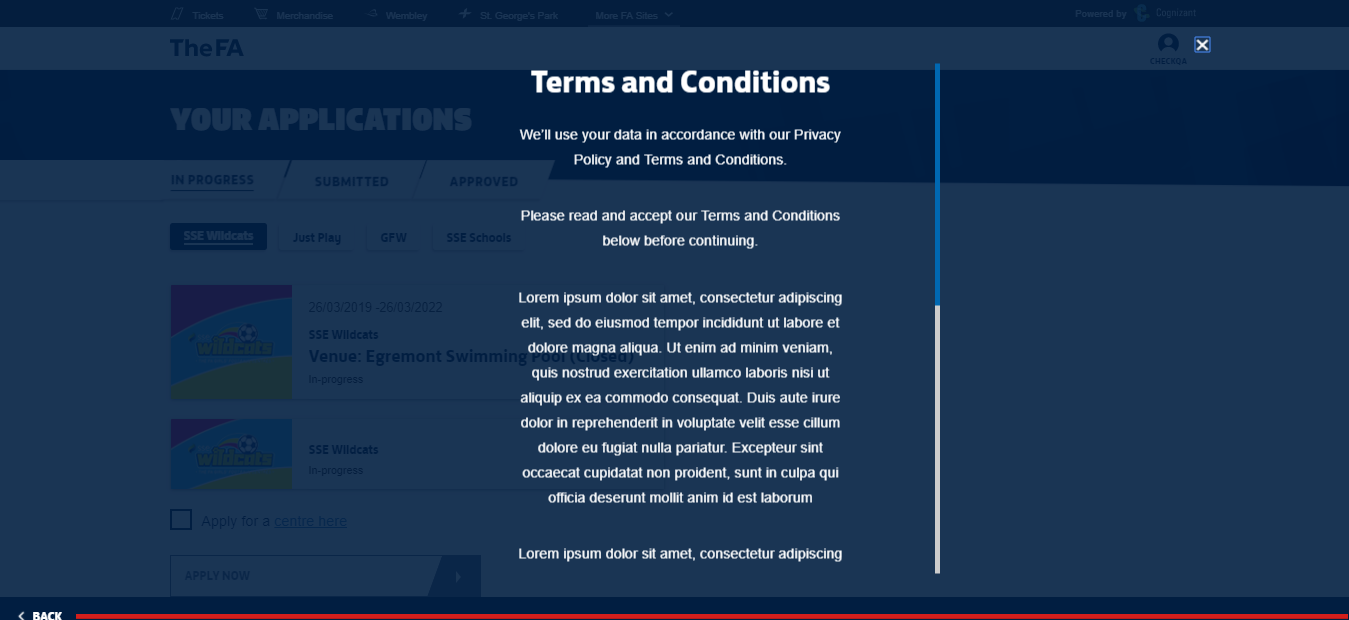 Tickets
Merchandise
Wembley
St. George's Park
More FA Sites
Powered by
Cognizant
The FA
CHECKQA
Terms and Conditions
YOUR APPLICATIONS
We'll use your data in accordance with our Privacy
Policy and Terms and Conditions.
IN PROGRESS
SUBMITTED
APPROVED
Please read and accept our Terms and Conditions
below before continuing.
SSE Wildcats
Just Play
GFW
SSE Schools
Lorem ipsum dolor sit amet, consectetur adipiscing
elit, sed do eiusmod tempor incididunt ut labore et
dolore magna aliqua. Ut enim ad minim veniam,
quis nostrud exercitation ullamco laboris nisi ut
aliquip ex ea commodo consequat. Duis aute irure
dolor in reprehenderit in voluptate velit esse cillum
dolore eu fugiat nulla pariatur. Excepteur sint
occaecat cupidatat non proident, sunt in culpa qui
officia deserunt mollit anim id est laborum
Lorem ipsum dolor sit amet, consectetur adipiscing
wildcats
26/03/2019 -26/03/2022
SSE Wildcats
Venue: Egremont Swimming Pool (Closed)
In-progress
wildcats
SSE Wildcats
In-progress
Apply for a centre here
APPLY NOW
BACK